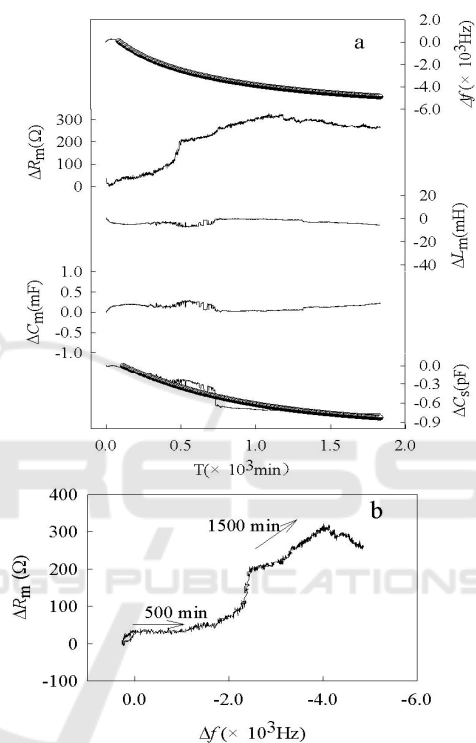 a
2.0
0.0
-2.0
-4.0
-6.0
Δf(× 10³Hz)
300
200
100
0
ΔRm(Ω)
20
0
-20
-40
ΔLm(mH)
1.0
0.5
0.0
-0.5
-1.0
ΔCm(mF)
0.0
-0.3
-0.6
-0.9
ΔCs(pF)
0.0 0.5 1.0 1.5 2.0
T(× 10³min)
RESS
OGY PUBLICATIONS
b
400
300
200
100
0
-100
ΔRm (Ω)
1500 min
500 min
0.0 -2.0 -4.0 -6.0
Δf(× 10³Hz)